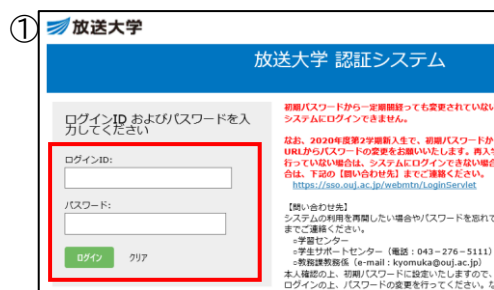 ①
放送大学
放送大学 認証システム
ログインID およびパスワードを入
力してください
ログインID:
パスワード:
ログイン クリア
初期パスワードから一定期間経っても変更されていない
システムにログインできません。
なお、2020年度第2学期新入生で、初期パスワードか
URLからパスワードの変更をお願いいたします。再入学
行っていない場合は、システムにログインできない場合
合は、下記の【問い合わせ先】までご連絡ください。
https://sso.ouj.ac.jp/webmtn/LoginServlet
【問い合わせ先】
システムの利用を再開したい場合やパスワードを忘れて
までご連絡ください。
○学習センター
○学生サポートセンター（電話：043－276－5111）
○教務課教務係（e-mail：kyomuka@ouj.ac.jp）
本人確認の上、初期パスワードに設定いたしますので、
ログインの上、パスワードの変更を行ってください。な